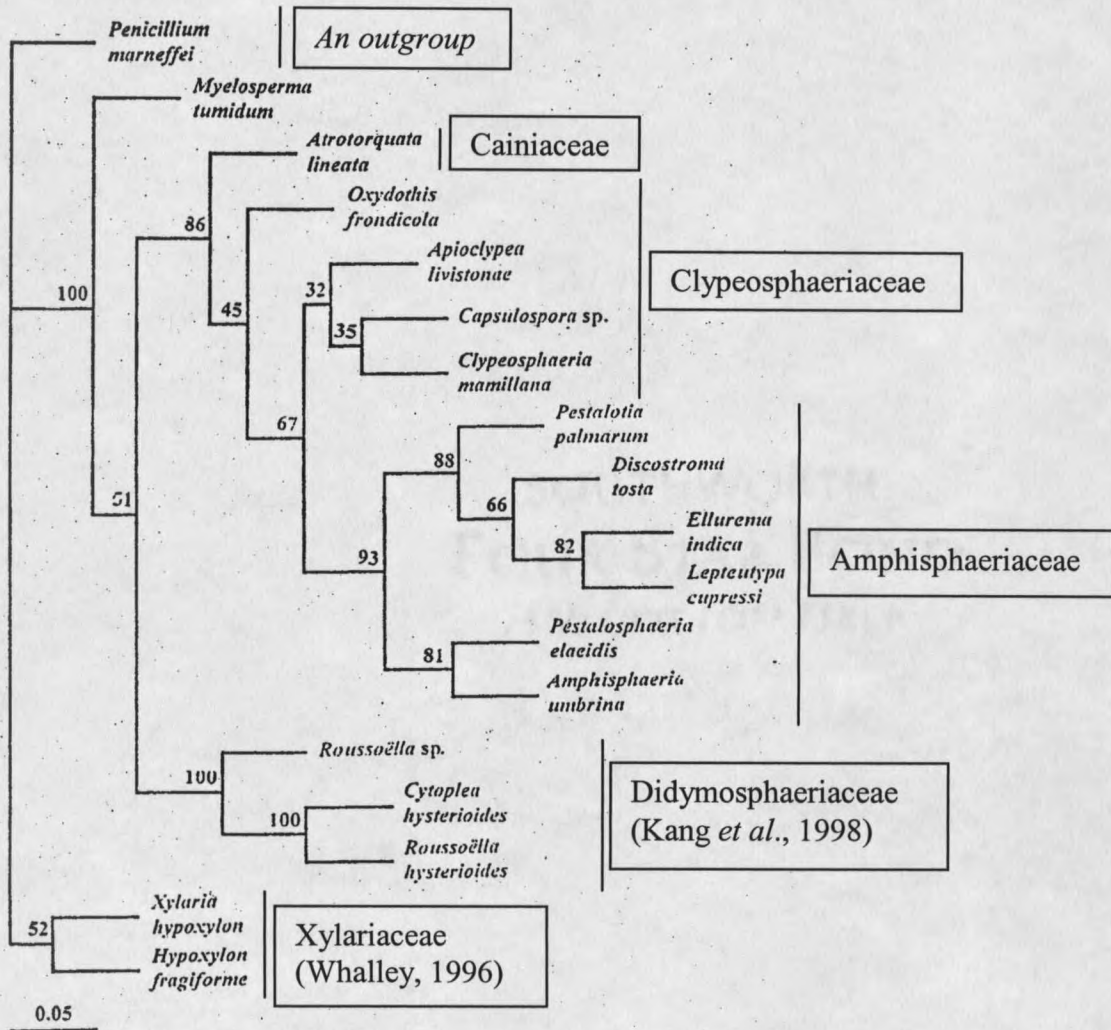 Penicillium
marneffei
An outgroup
Myelosperma
tumidum
Atrotorquata
lineata
Cainiaceae
86
Oxydothis
frondicola
Apioclypea
livistonae
Clypeosphaeriaceae
32
100
45
35
Capsulospora sp.
Clypeosphaeria
mamillana
67
Pestalotia
palmarum
88
Discostroma
tosta
61
66
Ellurema
indica
93
82
Amphisphaeriaceae
Lepteutypa
cupressi
Pestalosphaeria
elaeidis
81
Amphisphaeria
umbrina
Roussoëlla sp.
100
Cytoplea
hysterioides
Didymosphaeriaceae
(Kang et al., 1998)
100
Roussoëlla
hysterioides
Xylaria
hypoxylon
52
Xylariaceae
(Whalley, 1996)
Hypoxylon
fragiforme
0.05